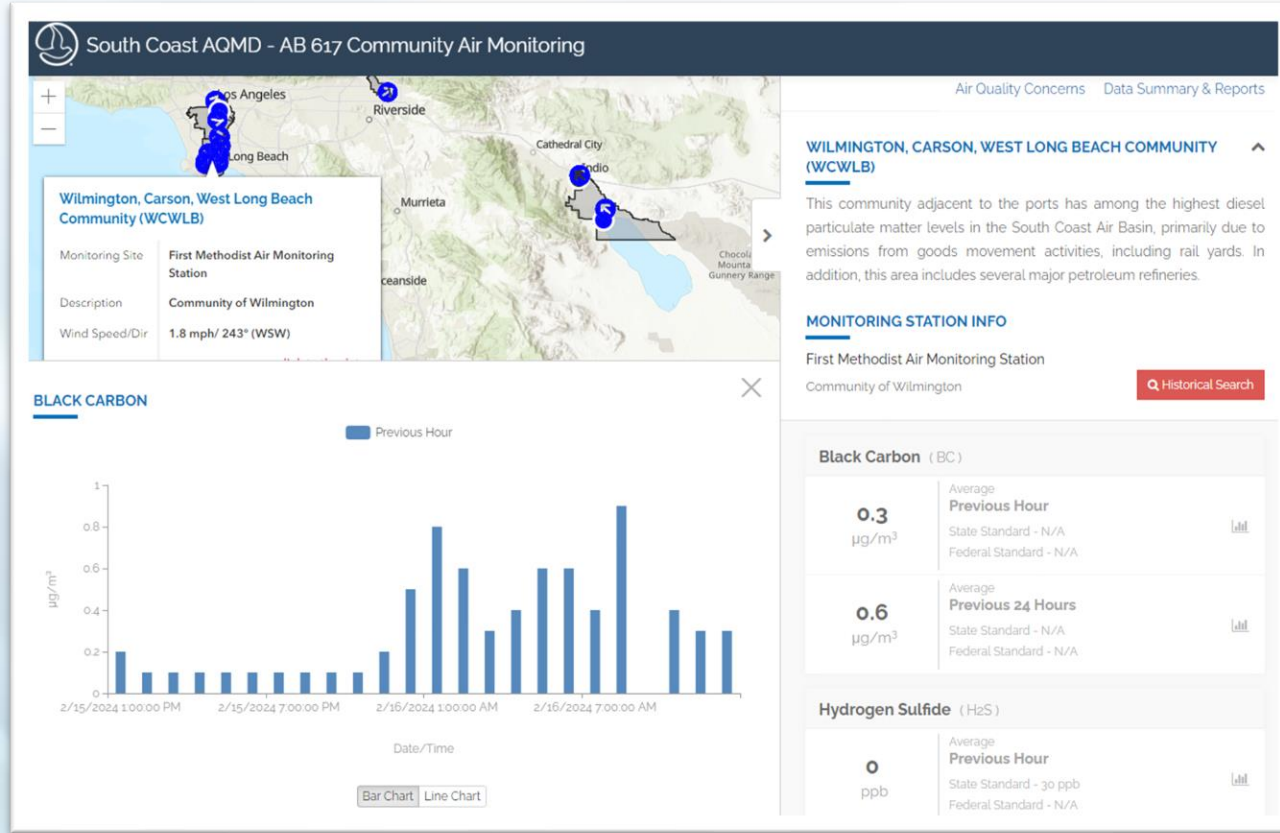 South Coast AQMD - AB 617 Community Air Monitoring
+
−
Los Angeles
Riverside
Long Beach
Cathedral City
Indio
Murrieta
ceanside
Chocola
Mounta
Gunnery Range
Wilmington, Carson, West Long Beach
Community (WCWLB)
Monitoring Site
First Methodist Air Monitoring
Station
Description
Community of Wilmington
Wind Speed/Dir
1.8 mph/ 243° (WSW)
Air Quality Concerns
Data Summary & Reports
WILMINGTON, CARSON, WEST LONG BEACH COMMUNITY
(WCWLB)
This community adjacent to the ports has among the highest diesel
particulate matter levels in the South Coast Air Basin, primarily due to
emissions from goods movement activities, including rail yards. In
addition, this area includes several major petroleum refineries.
MONITORING STATION INFO
First Methodist Air Monitoring Station
Community of Wilmington
Historical Search
BLACK CARBON
Previous Hour
1
0.8
0.6
0.4
0.2
0
µg/m³
2/15/2024 1:00:00 PM
2/15/2024 7:00:00 PM
2/16/2024 1:00:00 AM
2/16/2024 7:00:00 AM
Date/Time
Bar Chart
Line Chart
Black Carbon (BC)
0.3
µg/m³
Average
Previous Hour
State Standard - N/A
Federal Standard - N/A
0.6
µg/m³
Average
Previous 24 Hours
State Standard - N/A
Federal Standard - N/A
Hydrogen Sulfide (H2S)
0
ppb
Average
Previous Hour
State Standard - 30 ppb
Federal Standard - N/A